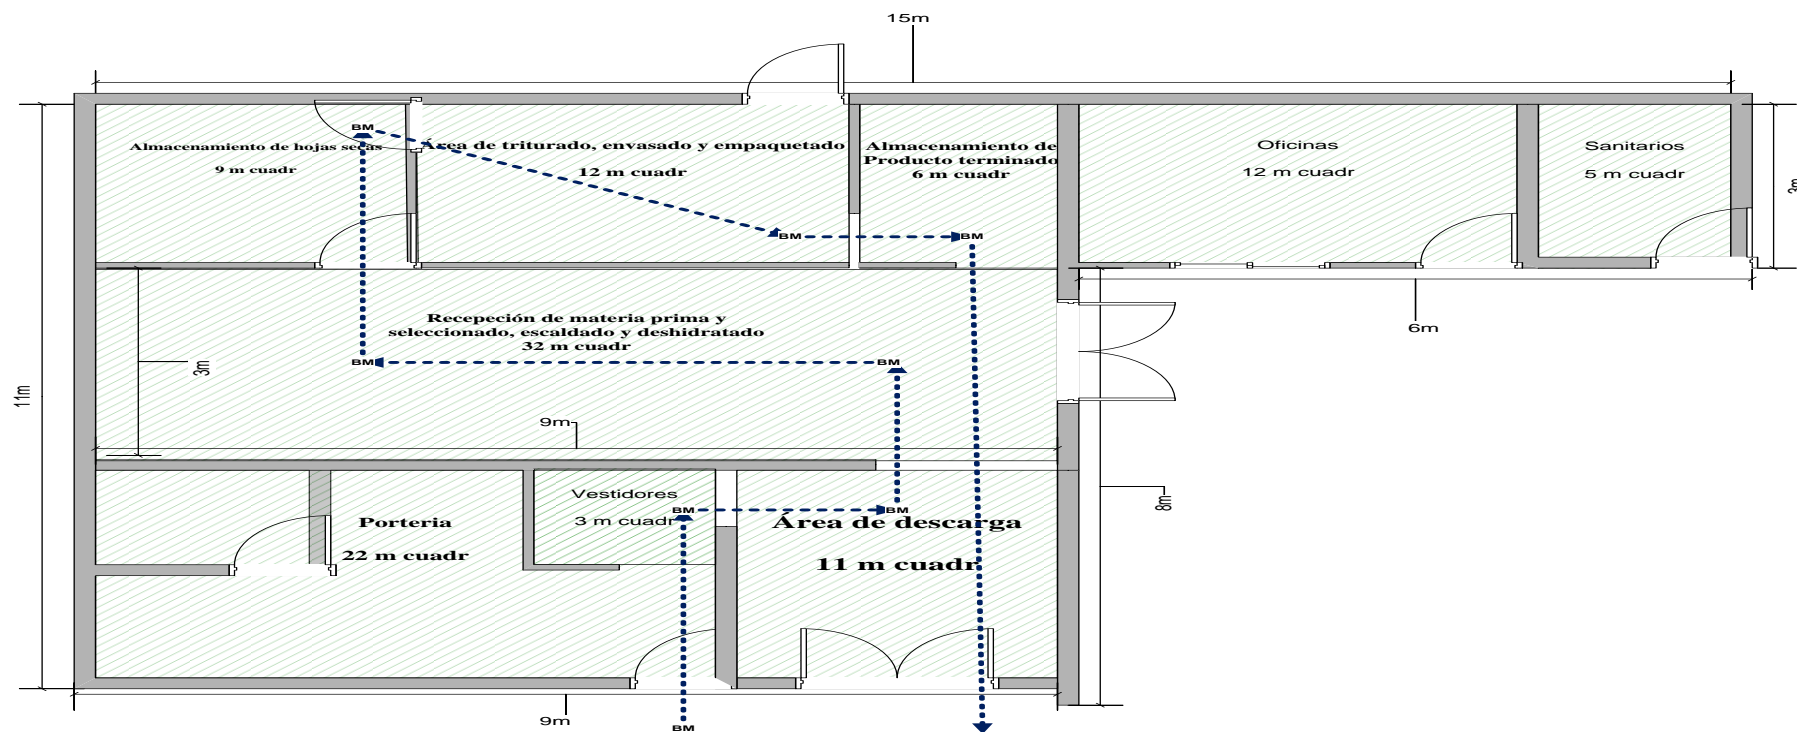 15m
BM
Almacenamiento de hojas secas
9 m cuadr
Área de triturado, envasado y empaquetado
12 m cuadr
Almacenamiento de
Producto terminado
6 m cuadr
Oficinas
12 m cuadr
Sanitarios
5 m cuadr
3m
BM
BM
Recepeción de materia prima y
seleccionado, escaldado y deshidratado
32 m cuadr
6m
3m
BM
BM
11m
9m
Vestidores
3 m cuadr
BM
BM
Porteria
22 m cuadr
Área de descarga
11 m cuadr
8m
9m
BM